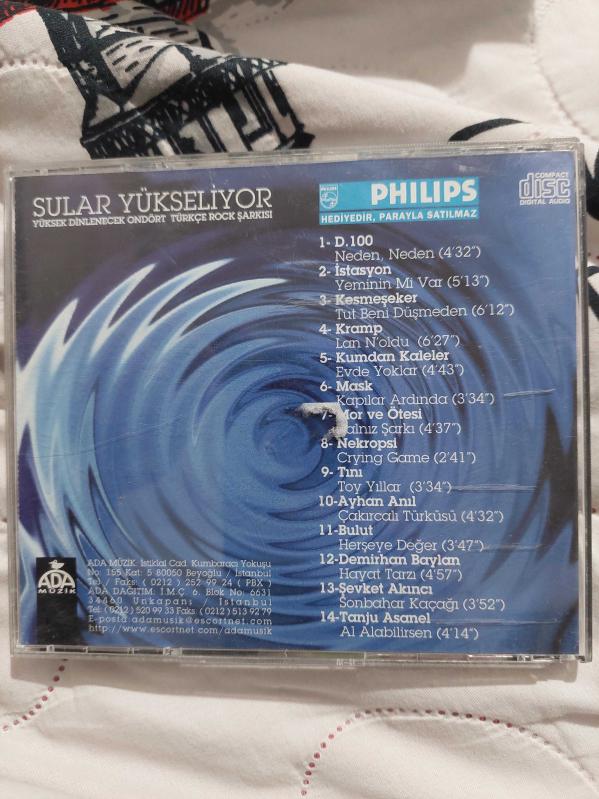 SULAR YÜKSELİYOR
YÜKSEK DİNLENECEK ONDÖRT TÜRKÇE ROCK ŞARKISI
PHILIPS
PHILIPS
HEDİYEDİR, PARAYLA SATILMAZ
COMPACT
disc
DIGITAL AUDIO
1- D.100
Neden, Neden (4'32")
2- İstasyon
Yeminin Mi Var (5'13")
3- Kesmeşeker
Tut Beni Düşmeden (6'12")
4- Kramp
Lan N'oldu (6'27")
5- Kumdan Kaleler
Evde Yoklar (4'43")
6- Mask
Kapılar Ardında (3'34")
7- Mor ve Ötesi
alnız Şarkı (4'37")
8- Nekropsi
Crying Game (2'41")
9- Tını
Toy Yıllar (3'34")
10-Ayhan Anıl
Çakırcalı Türküsü (4'32")
11-Bulut
Herşeye Değer (3'47")
12-Demirhan Baylan
Hayat Tarzı (4'57")
13-Şevket Akıncı
Sonbahar Kaçağı (3'52")
14-Tanju Asanel
Al Alabilirsen (4'14")
ADA
MÜZİK
ADA MÜZİK: İstiklal Cad. Kumbaracı Yokuşu
No: 155 Kat: 5 80050 Beyoğlu / İstanbul
Tel / Faks: ( 0212 ) 252 99 24 ( PBX )
ADA DAĞITIM: İ.M.Ç. 6. Blok No: 6631
34460 Unkapanı / İstanbul
Tel: (0212) 520 99 33 Faks: (0212) 513 92 79
E-posta:adamusik@escortnet.com
http://www.escortnet.com/adamusik